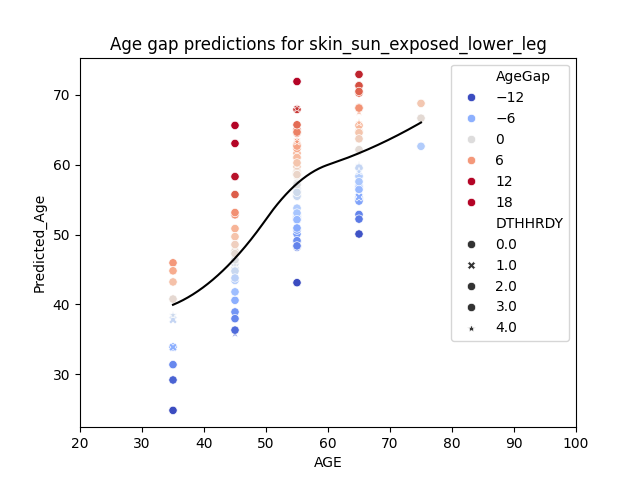 Age gap predictions for skin_sun_exposed_lower_leg
Predicted_Age
70
60
50
40
30
20 30 40 50 60 70 80 90 100
AGE
AgeGap
−12
−6
0
6
12
18
DTHHRDY
0.0
1.0
2.0
3.0
4.0